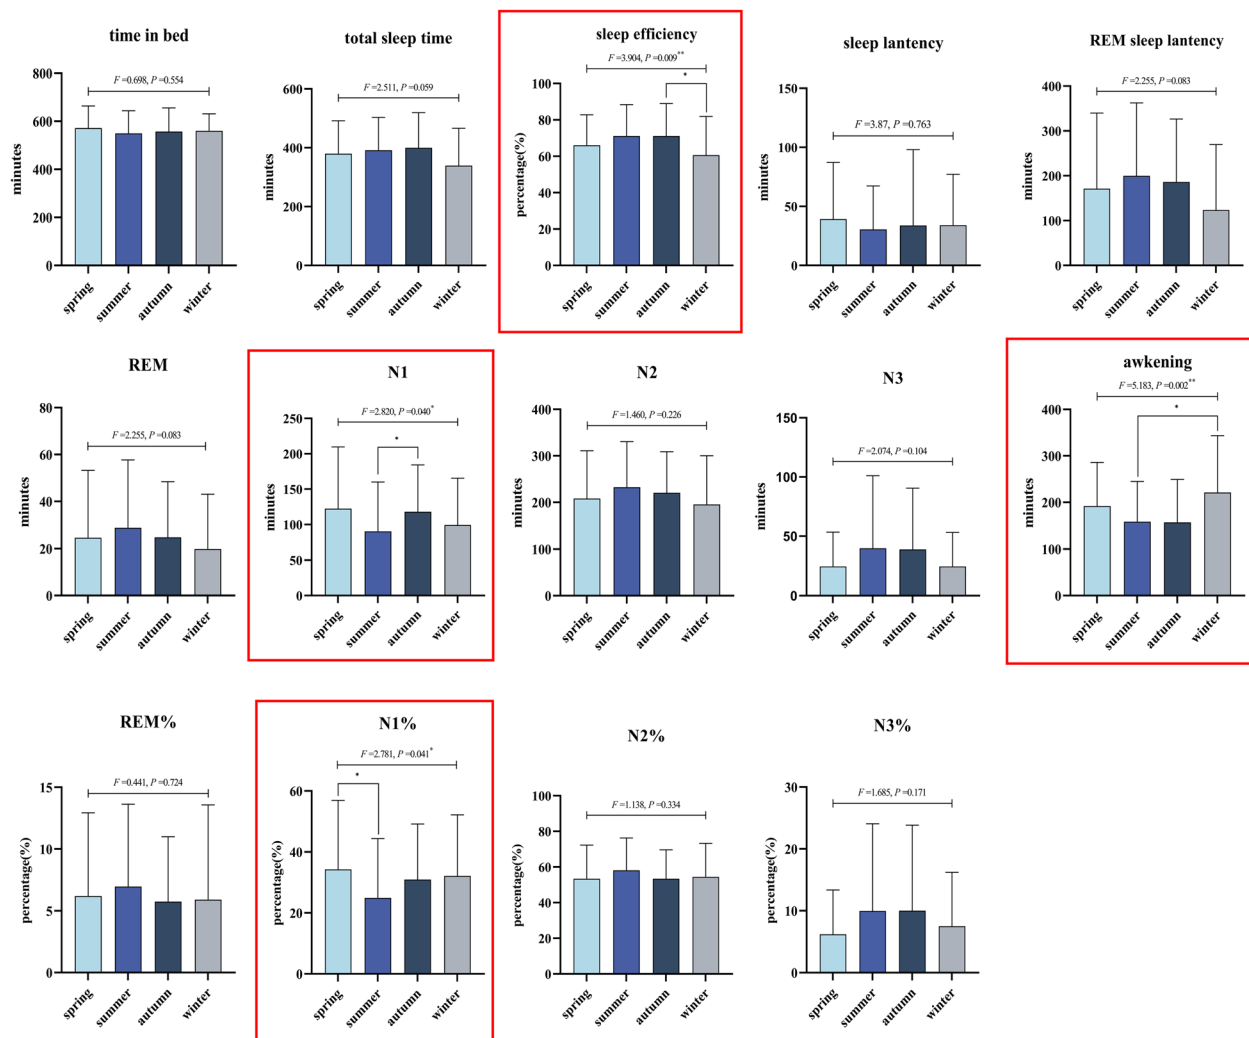 time in bed
F =0.698, P =0.554
800
600
400
200
0
minutes
spring
summer
autumn
winter
total sleep time
F =2.511, P =0.059
600
400
200
0
minutes
spring
summer
autumn
winter
sleep efficiency
F =3.904, P =0.009**
*
100
80
60
40
20
0
percentage(%)
spring
summer
autumn
winter
sleep lantency
F =3.87, P =0.763
150
100
50
0
minutes
spring
summer
autumn
winter
REM sleep lantency
F =2.255, P =0.083
400
300
200
100
0
minutes
spring
summer
autumn
winter
REM
F =2.255, P =0.083
80
60
40
20
0
minutes
spring
summer
autumn
winter
N1
F =2.820, P =0.040*
*
250
200
150
100
50
0
minutes
spring
summer
autumn
winter
N2
F =1.460, P =0.226
400
300
200
100
0
minutes
spring
summer
autumn
winter
N3
F =2.074, P =0.104
150
100
50
0
minutes
spring
summer
autumn
winter
awkening
F =5.183, P =0.002**
*
400
300
200
100
0
minutes
spring
summer
autumn
winter
REM%
F =0.441, P =0.724
15
10
5
0
percentage(%)
spring
summer
autumn
winter
N1%
F =2.781, P =0.041*
*
60
40
20
0
percentage(%)
spring
summer
autumn
winter
N2%
F =1.138, P =0.334
100
80
60
40
20
0
percentage(%)
spring
summer
autumn
winter
N3%
F =1.685, P =0.171
30
20
10
0
percentage(%)
spring
summer
autumn
winter